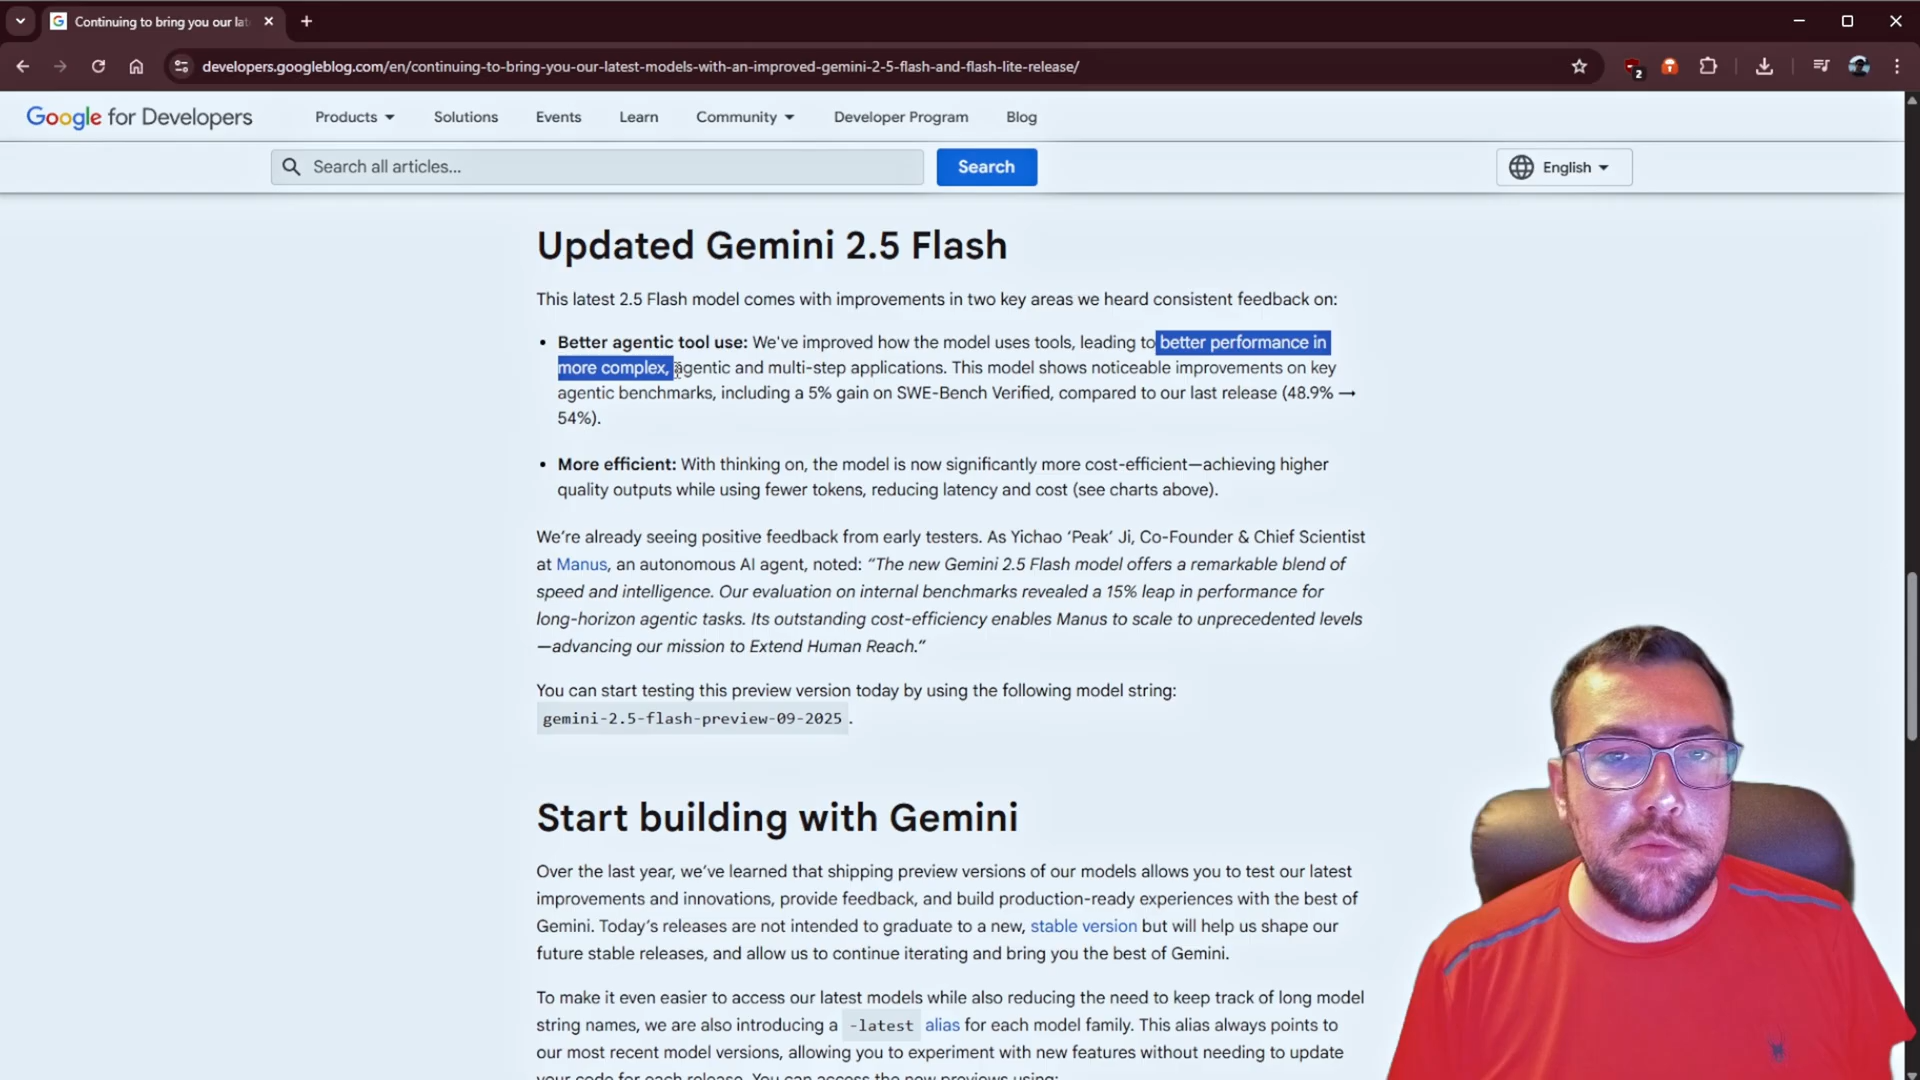 Continuing to bring you our lat
developers.googleblog.com/en/continuing-to-bring-you-our-latest-models-with-an-improved-gemini-2-5-flash-and-flash-lite-release/
2
Google for Developers
Products
Solutions
Events
Learn
Community
Developer Program
Blog
Search all articles...
Search
English
Updated Gemini 2.5 Flash
This latest 2.5 Flash model comes with improvements in two key areas we heard consistent feedback on:
• Better agentic tool use: We've improved how the model uses tools, leading to better performance in
more complex, agentic and multi-step applications. This model shows noticeable improvements on key
agentic benchmarks, including a 5% gain on SWE-Bench Verified, compared to our last release (48.9% →
54%).
• More efficient: With thinking on, the model is now significantly more cost-efficient—achieving higher
quality outputs while using fewer tokens, reducing latency and cost (see charts above).
We’re already seeing positive feedback from early testers. As Yichao ‘Peak’ Ji, Co-Founder & Chief Scientist
at Manus, an autonomous AI agent, noted: “The new Gemini 2.5 Flash model offers a remarkable blend of
speed and intelligence. Our evaluation on internal benchmarks revealed a 15% leap in performance for
long-horizon agentic tasks. Its outstanding cost-efficiency enables Manus to scale to unprecedented levels
—advancing our mission to Extend Human Reach.”
You can start testing this preview version today by using the following model string:
gemini-2.5-flash-preview-09-2025.
Start building with Gemini
Over the last year, we’ve learned that shipping preview versions of our models allows you to test our latest
improvements and innovations, provide feedback, and build production-ready experiences with the best of
Gemini. Today’s releases are not intended to graduate to a new, stable version but will help us shape our
future stable releases, and allow us to continue iterating and bring you the best of Gemini.
To make it even easier to access our latest models while also reducing the need to keep track of long model
string names, we are also introducing a -latest alias for each model family. This alias always points to
our most recent model versions, allowing you to experiment with new features without needing to update
your code for each release. You can access the new previews using: